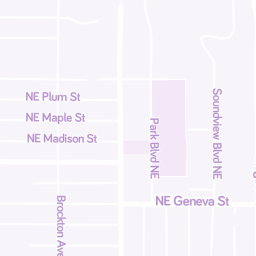 NE Plum St
NE Maple St
NE Madison St
Park Blvd NE
Soundview Blvd NE
NE Geneva St
Brockton Ave